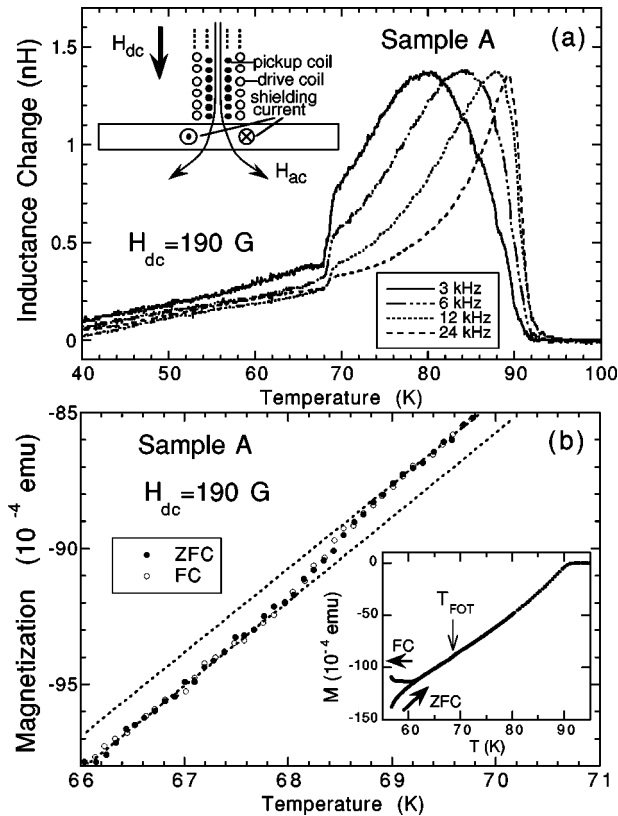 Sample A (a)
H_dc
pickup coil
drive coil
shielding
current
H_ac
H_dc=190 G
3 kHz
6 kHz
12 kHz
24 kHz
Inductance Change (nH)
1.5
1
0.5
0
40 50 60 70 80 90 100
Temperature (K)
Sample A (b)
H_dc=190 G
ZFC
FC
Magnetization (10^-4 emu)
-85
-90
-95
66 67 68 69 70 71
Temperature (K)
M (10^-4 emu)
0
-50
-100
-150
T_FOT
FC
ZFC
60 70 80 90
T (K)